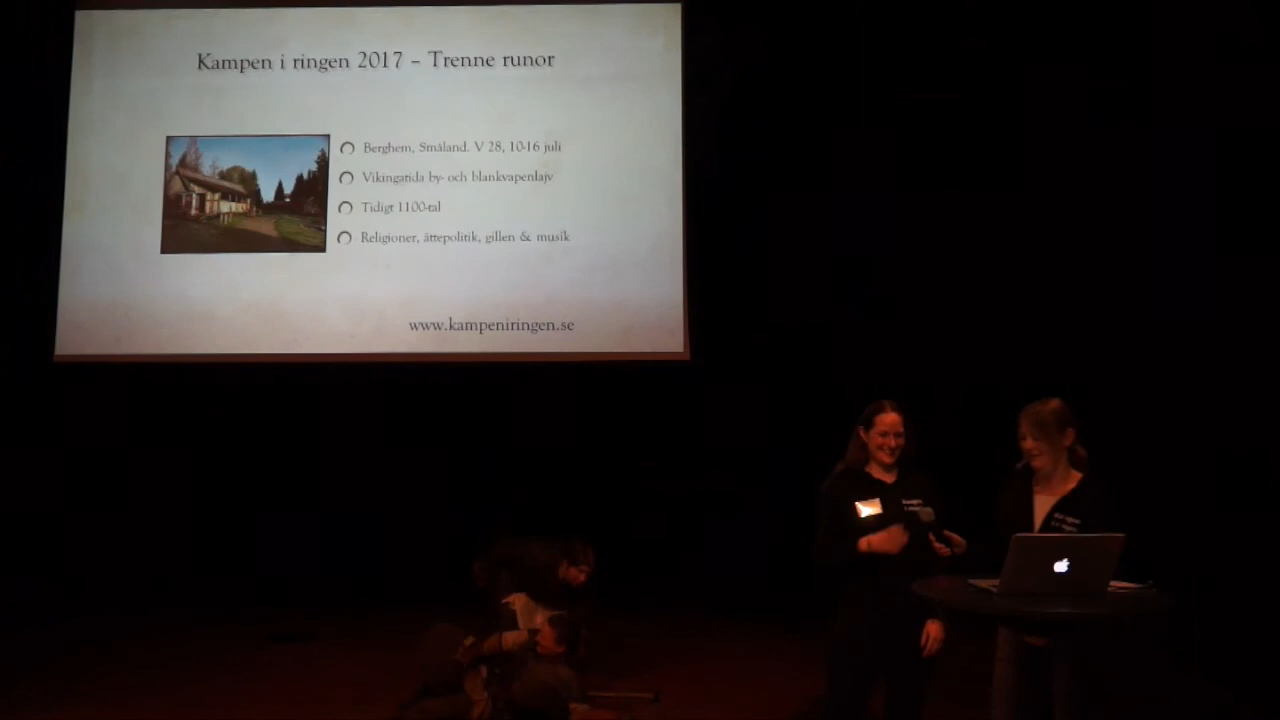 Kampen i ringen 2017 – Trenne runor
Berghem, Småland. V 28, 10-16 juli
Vikingatida by- och blankvapenlajv
Tidigt 1100-tal
Religioner, ättepolitik, gillen & musik
www.kampeniringen.se